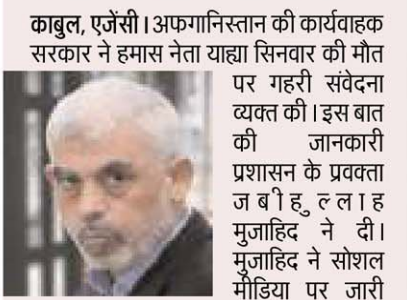 काबुल, एजेंसी। अफगानिस्तान की कार्यवाहक
सरकार ने हमास नेता याह्या सिनवार की मौत
पर गहरी संवेदना
व्यक्त की। इस बात
की जानकारी
प्रशासन के प्रवक्ता
जबीहुल्लाह
मुजाहिद ने दी।
मुजाहिद ने सोशल
मीडिया पर जारी